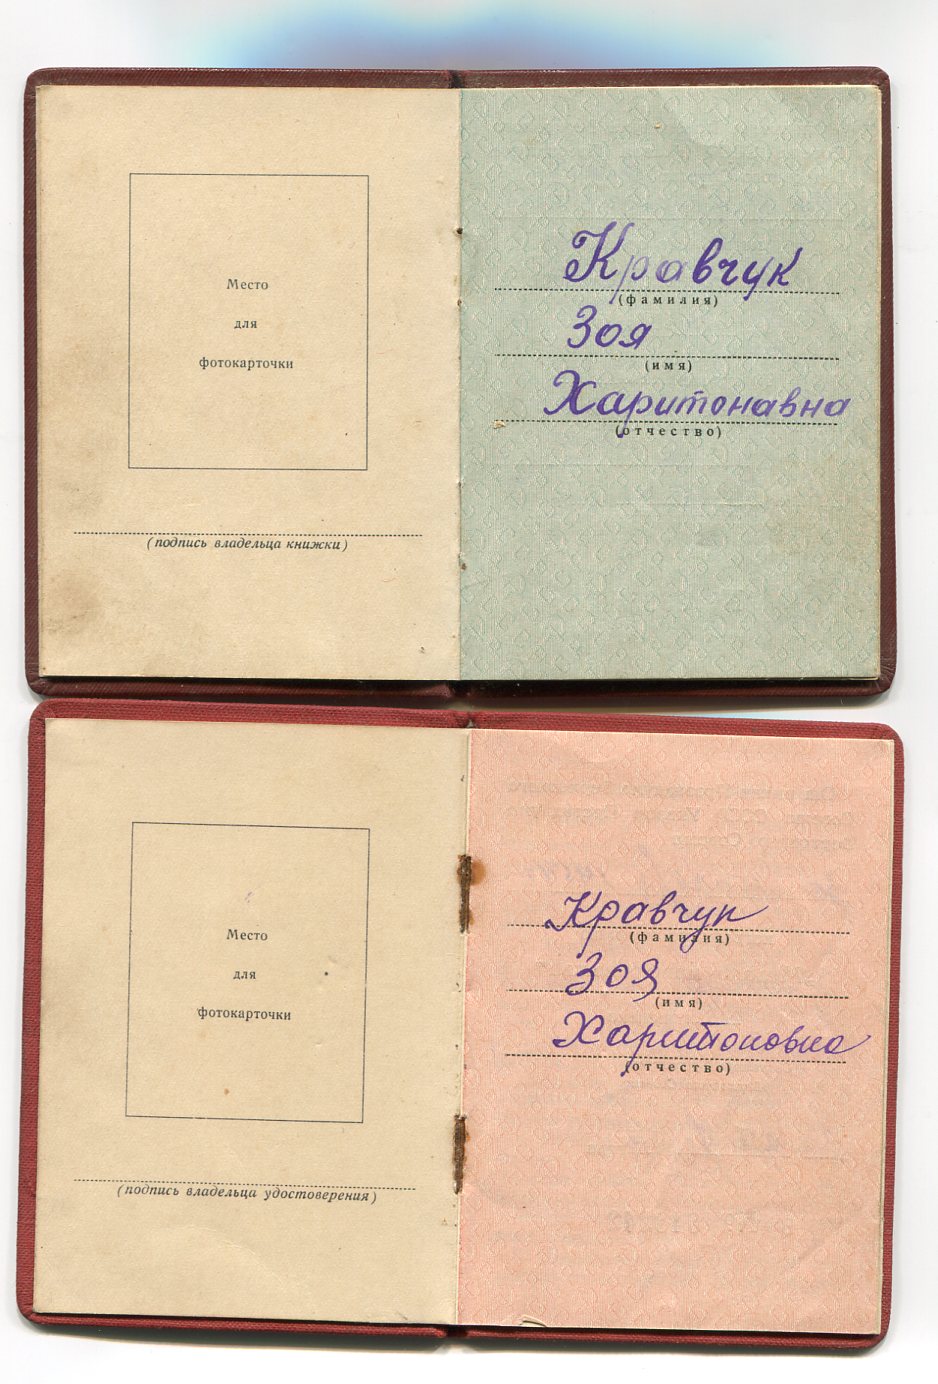 Место
для
фотокарточки
(подпись владельца книжки)
Кравчук
(фамилия)
Зоя
(имя)
Харитонавна
(отчество)
Место
для
фотокарточки
(подпись владельца удостоверения)
Кравчук
(фамилия)
Зоя
(имя)
Харитоновна
(отчество)